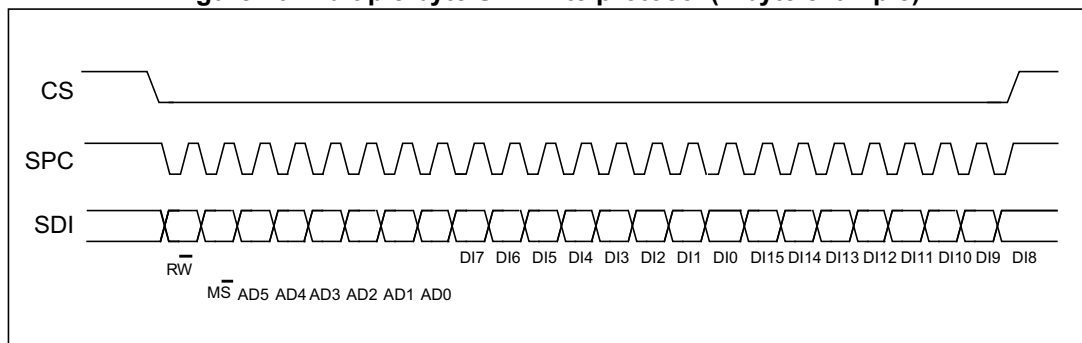 CS
SPC
SDI
DI7 DI6 DI5 DI4 DI3 DI2 DI1 DI0 DI15 DI14 DI13 DI12 DI11 DI10 DI9 DI8
RW̅
MS̅ AD5 AD4 AD3 AD2 AD1 AD0